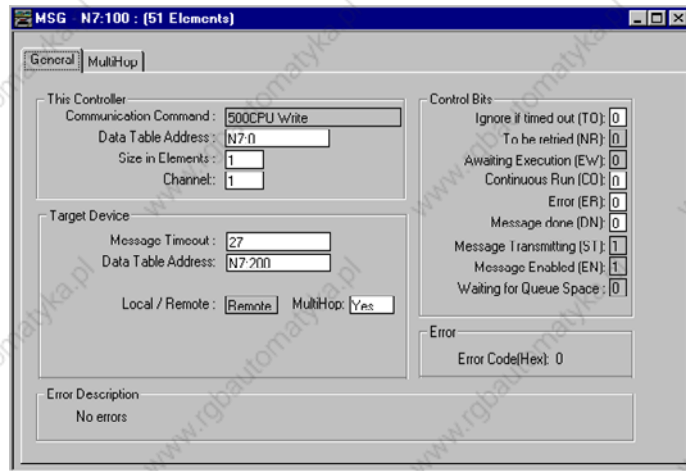 MSG - N7:100 : (51 Elements)
General MultiHop
This Controller
Communication Command : 500CPU Write
Data Table Address : N7:0
Size in Elements : 1
Channel: 1
Target Device
Message Timeout : 27
Data Table Address: N7:200
Local / Remote : Remote MultiHop: Yes
Control Bits
Ignore if timed out (TO): 0
To be retried (NR): 0
Awaiting Execution (EW): 0
Continuous Run (CO): 0
Error (ER): 0
Message done (DN): 0
Message Transmitting (ST): 1
Message Enabled (EN): 1
Waiting for Queue Space : 0
Error
Error Code(Hex): 0
Error Description
No errors
www.rgbautomatyka.pl